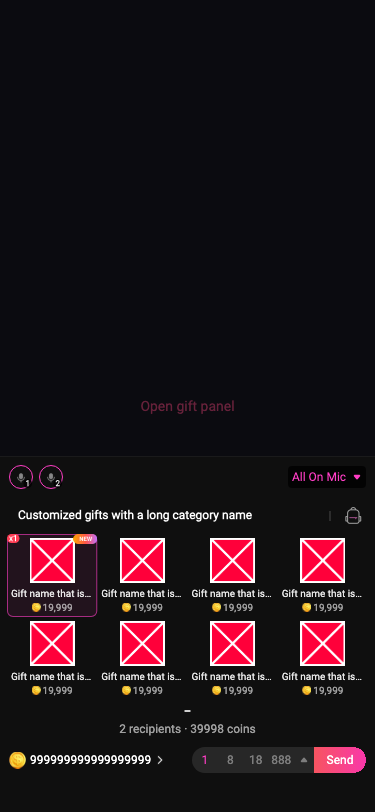 Open gift panel
1 2 All On Mic
Customized gifts with a long category name
x1 NEW
Gift name that is... Gift name that is... Gift name that is... Gift name that is...
19,999 19,999 19,999 19,999
Gift name that is... Gift name that is... Gift name that is... Gift name that is...
19,999 19,999 19,999 19,999
2 recipients · 39998 coins
999999999999999999 1 8 18 888 Send